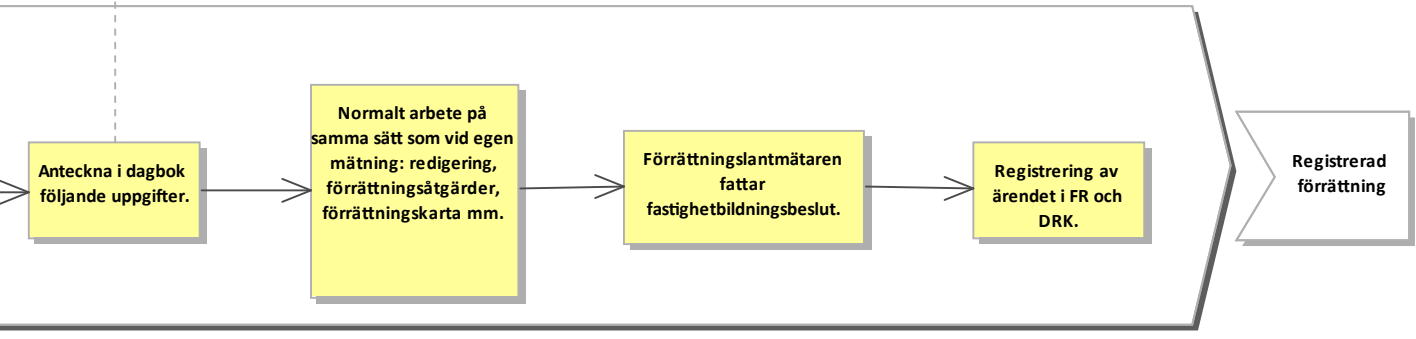 Anteckna i dagbok
följande uppgifter.
Normalt arbete på
samma sätt som vid egen
mätning: redigering,
förrättningsåtgärder,
förrättningskarta mm.
Förrättningslantmätaren
fattar
fastighetbildningsbeslut.
Registrering av
ärendet i FR och
DRK.
Registrerad
förrättning